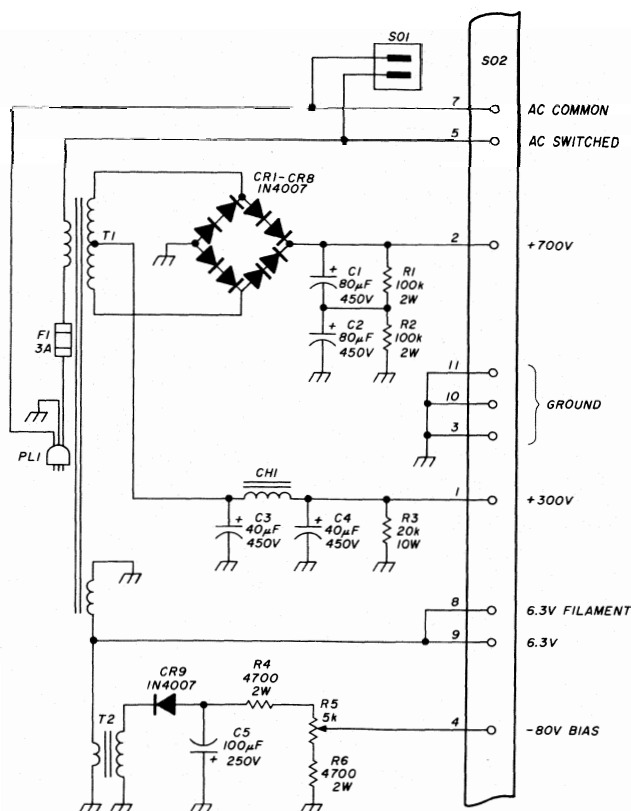 SO1
SO2
7
AC COMMON
5
AC SWITCHED
CR1-CR8
1N4007
T1
2
+700V
+
C1
80µF
450V
R1
100k
2W
+
C2
80µF
450V
R2
100k
2W
F1
3A
11
10
3
GROUND
PL1
CH1
1
+300V
+
C3
40µF
450V
+
C4
40µF
450V
R3
20k
10W
8
6.3V FILAMENT
9
6.3V
CR9
1N4007
R4
4700
2W
R5
5k
4
-80V BIAS
T2
C5
100µF
+ 250V
R6
4700
2W